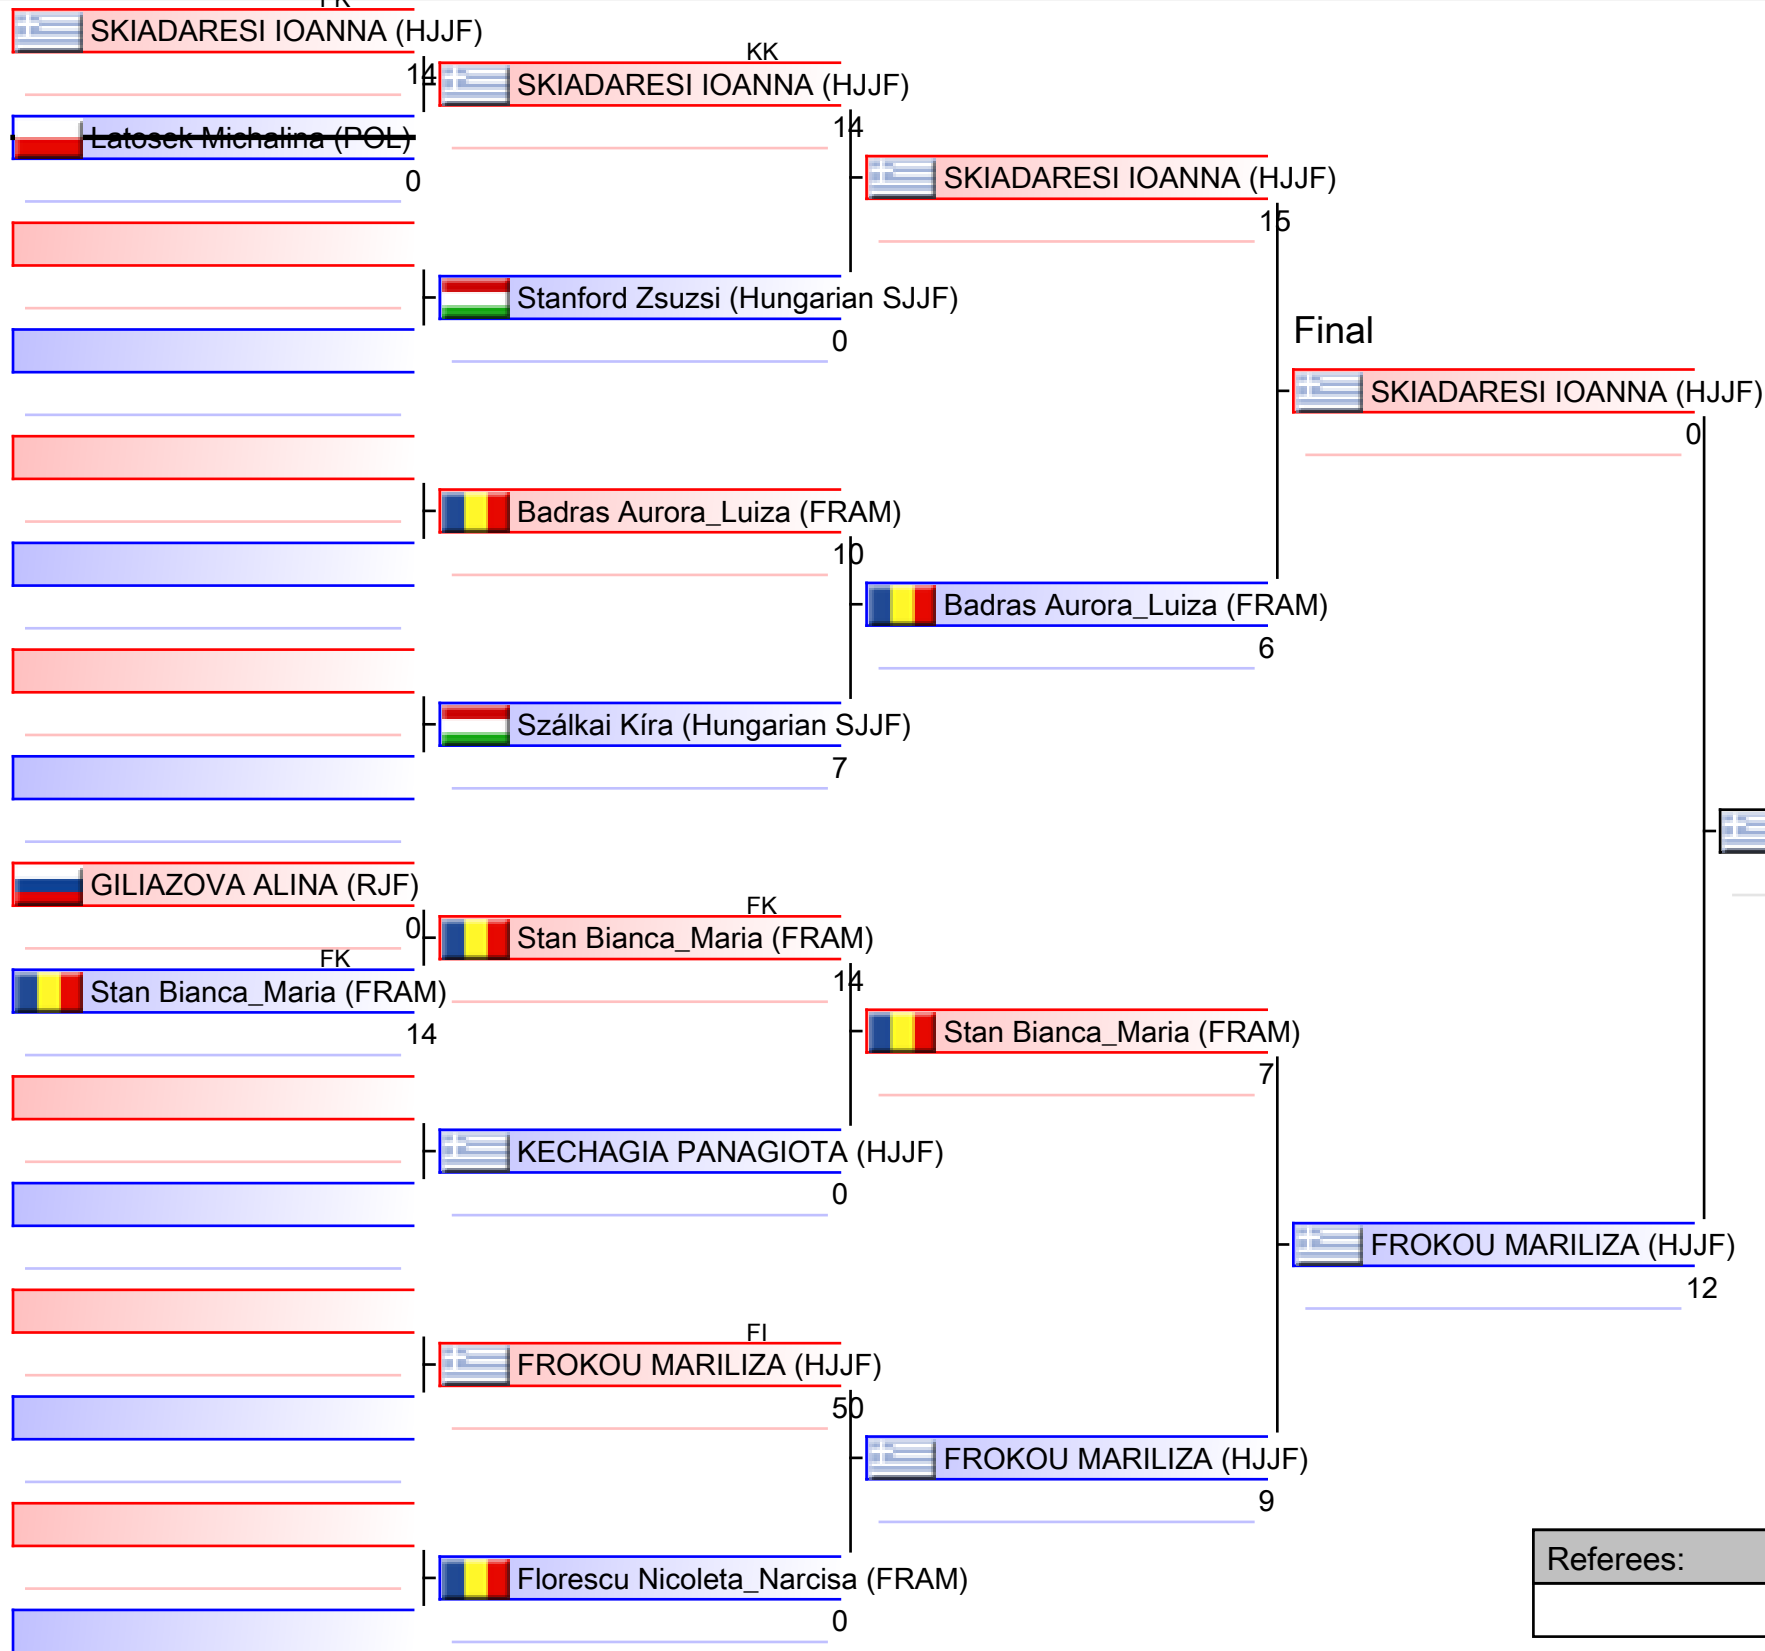 SKIADARESI IOANNA (HJJF)
14
Latosek Michalina (POL)
0
GILIAZOVA ALINA (RJF)
0
FK
Stan Bianca_Maria (FRAM)
14
KK
SKIADARESI IOANNA (HJJF)
14
Stanford Zsuzsi (Hungarian SJJF)
0
Badras Aurora_Luiza (FRAM)
10
Szálkai Kíra (Hungarian SJJF)
7
FK
Stan Bianca_Maria (FRAM)
14
KECHAGIA PANAGIOTA (HJJF)
0
FI
FROKOU MARILIZA (HJJF)
50
Florescu Nicoleta_Narcisa (FRAM)
0
SKIADARESI IOANNA (HJJF)
15
Badras Aurora_Luiza (FRAM)
6
Stan Bianca_Maria (FRAM)
7
FROKOU MARILIZA (HJJF)
9
Final
SKIADARESI IOANNA (HJJF)
0
FROKOU MARILIZA (HJJF)
12
Referees: